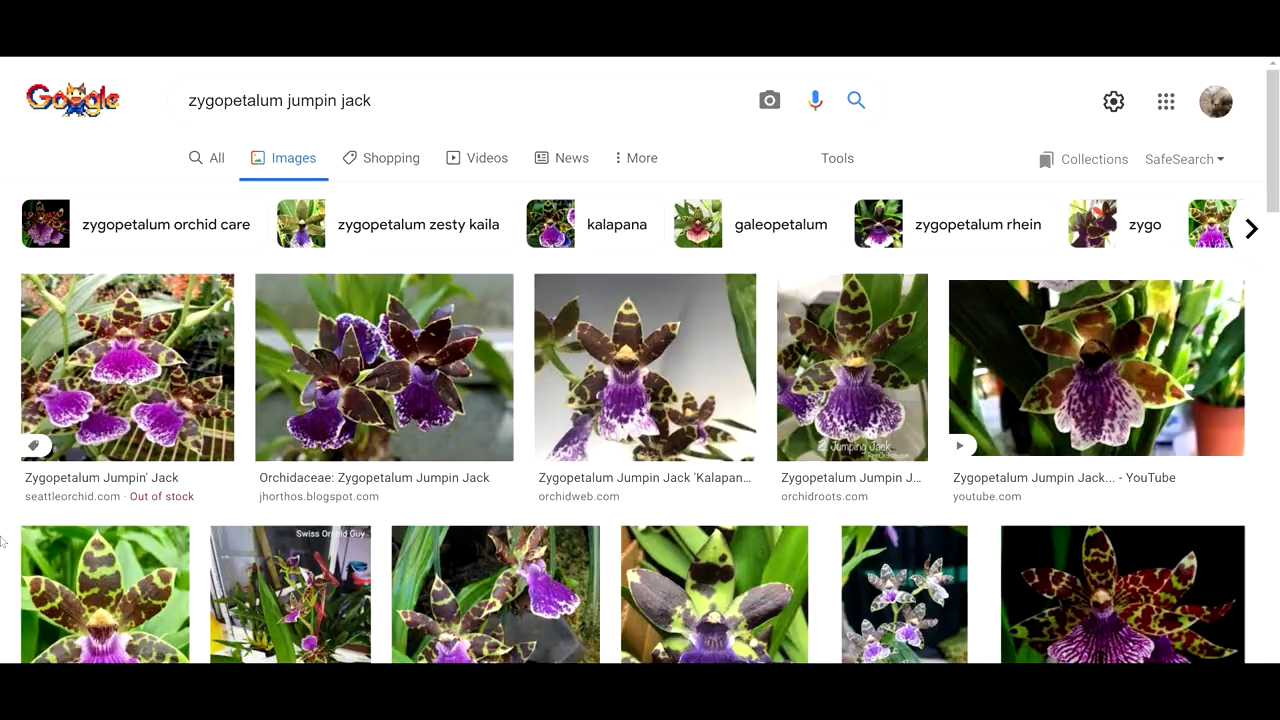 Google
zygopetalum jumpin jack
All
Images
Shopping
Videos
News
More
Tools
Collections
SafeSearch
zygopetalum orchid care
zygopetalum zesty kaila
kalapana
galeopetalum
zygopetalum rhein
zygo
Z. Jumping Jack
Zygopetalum Jumpin' Jack
seattleorchid.com · Out of stock
Orchidaceae: Zygopetalum Jumpin Jack
jhorthos.blogspot.com
Zygopetalum Jumpin Jack 'Kalapan...
orchidweb.com
Zygopetalum Jumpin J...
orchidroots.com
Zygopetalum Jumpin Jack... - YouTube
youtube.com
Swiss Orchid Guy